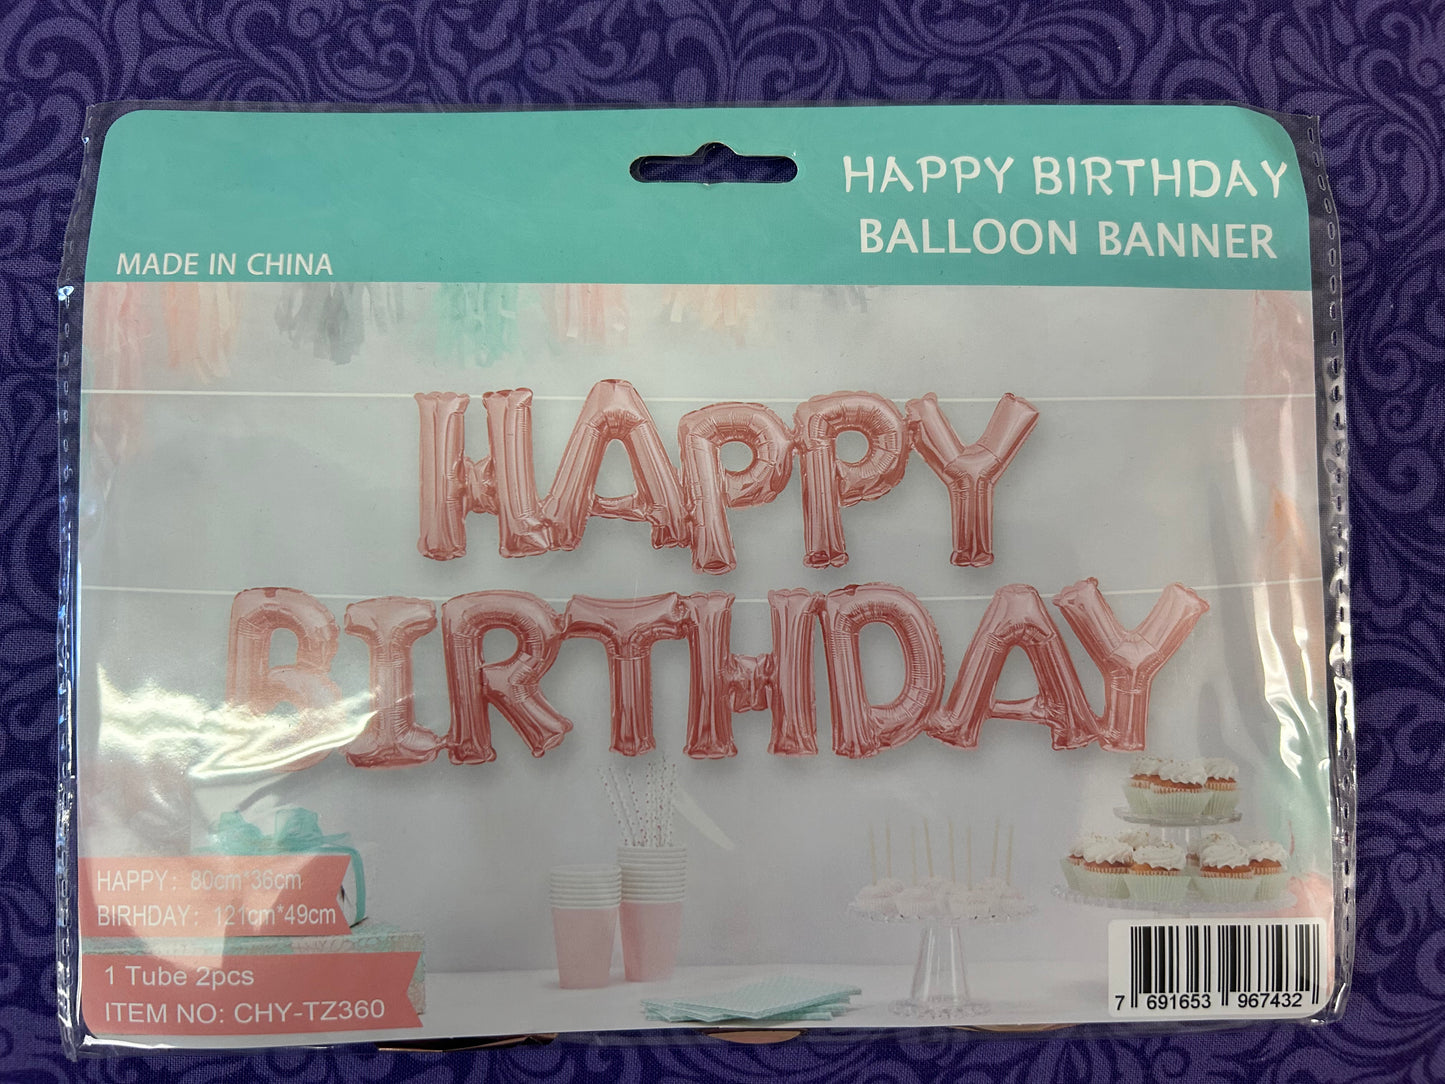 HAPPY BIRTHDAY
BALLOON BANNER
MADE IN CHINA
HAPPY
BIRTHDAY
HAPPY: 80cm*36cm
BIRHDAY: 121cm*49cm
1 Tube 2pcs
ITEM NO: CHY-TZ360
7 691653 967432